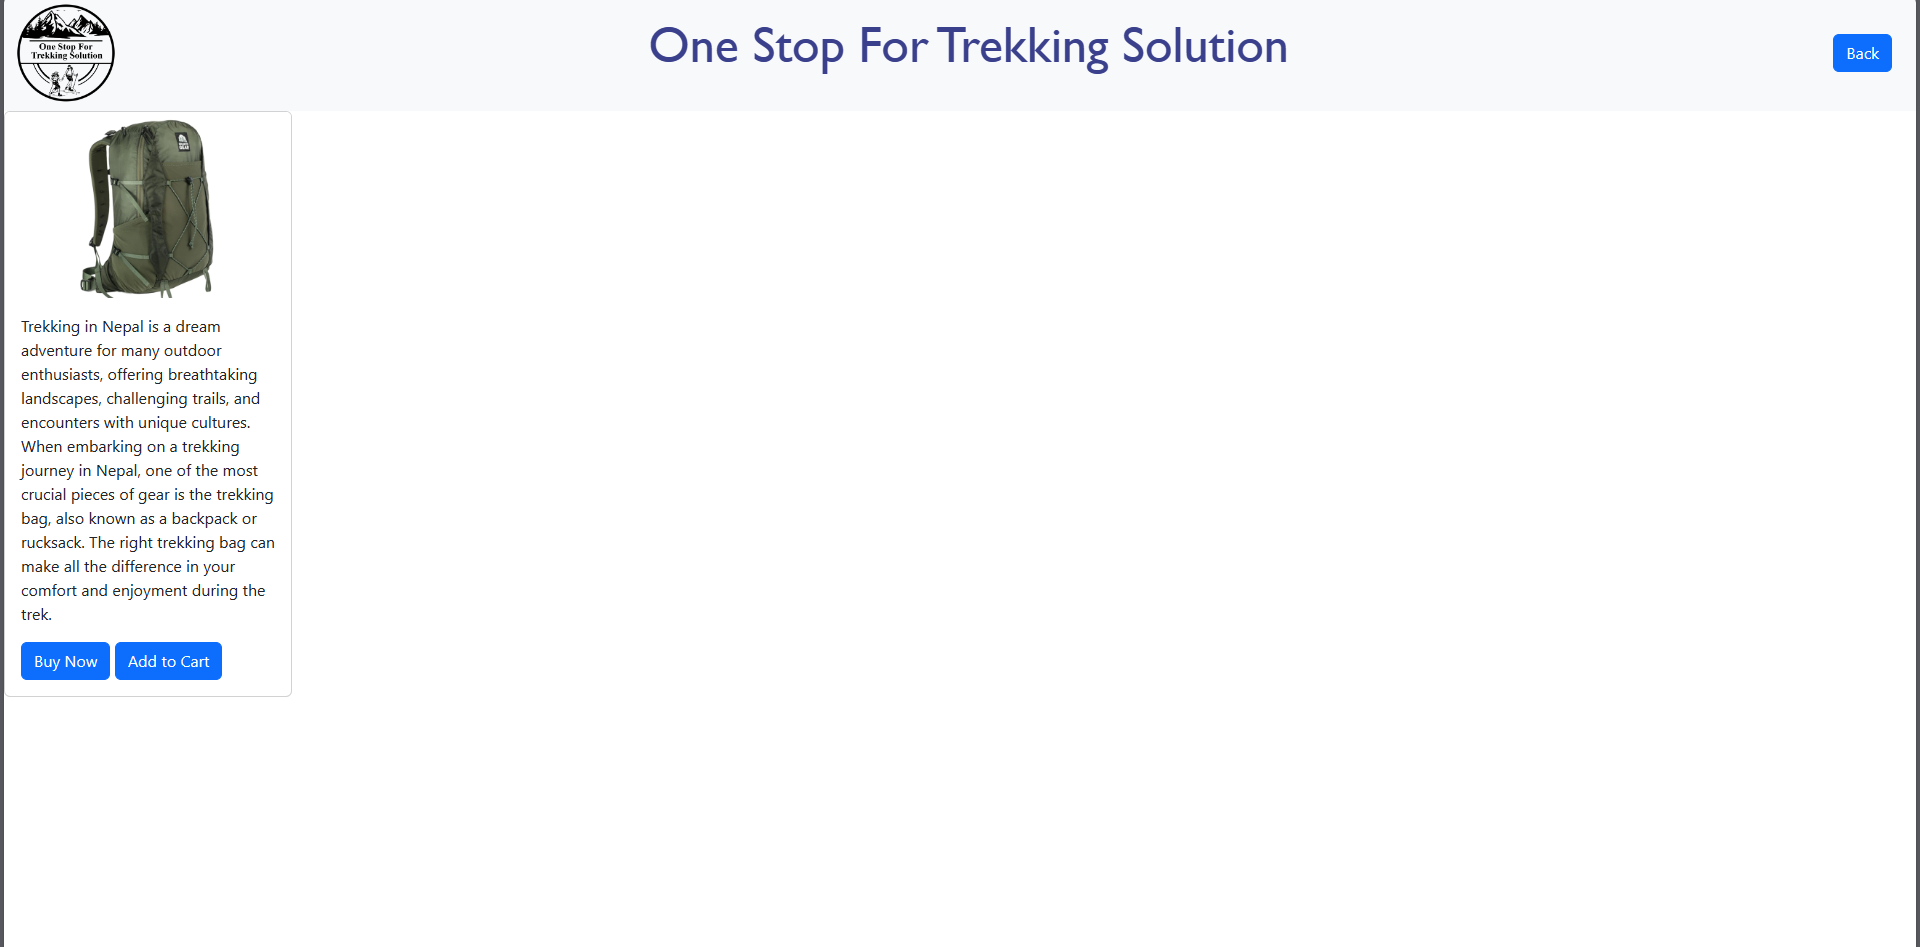 One Stop For
Trekking Solution
One Stop For Trekking Solution
Back
Trekking in Nepal is a dream
adventure for many outdoor
enthusiasts, offering breathtaking
landscapes, challenging trails, and
encounters with unique cultures.
When embarking on a trekking
journey in Nepal, one of the most
crucial pieces of gear is the trekking
bag, also known as a backpack or
rucksack. The right trekking bag can
make all the difference in your
comfort and enjoyment during the
trek.
Buy Now
Add to Cart